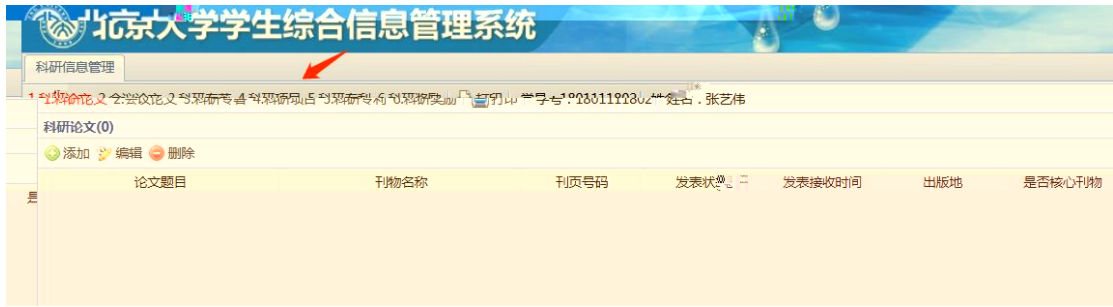 北京大学学生综合信息管理系统
科研信息管理
1.科研论文 2.会议论文 3.科研专著 4.科研项目 5.科研专利 6.科研奖励 打印 学号: 姓名:张艺伟
科研论文(0)
添加 编辑 删除
论文题目 刊物名称 刊页号码 发表状 发表接收时间 出版地 是否核心刊物
是